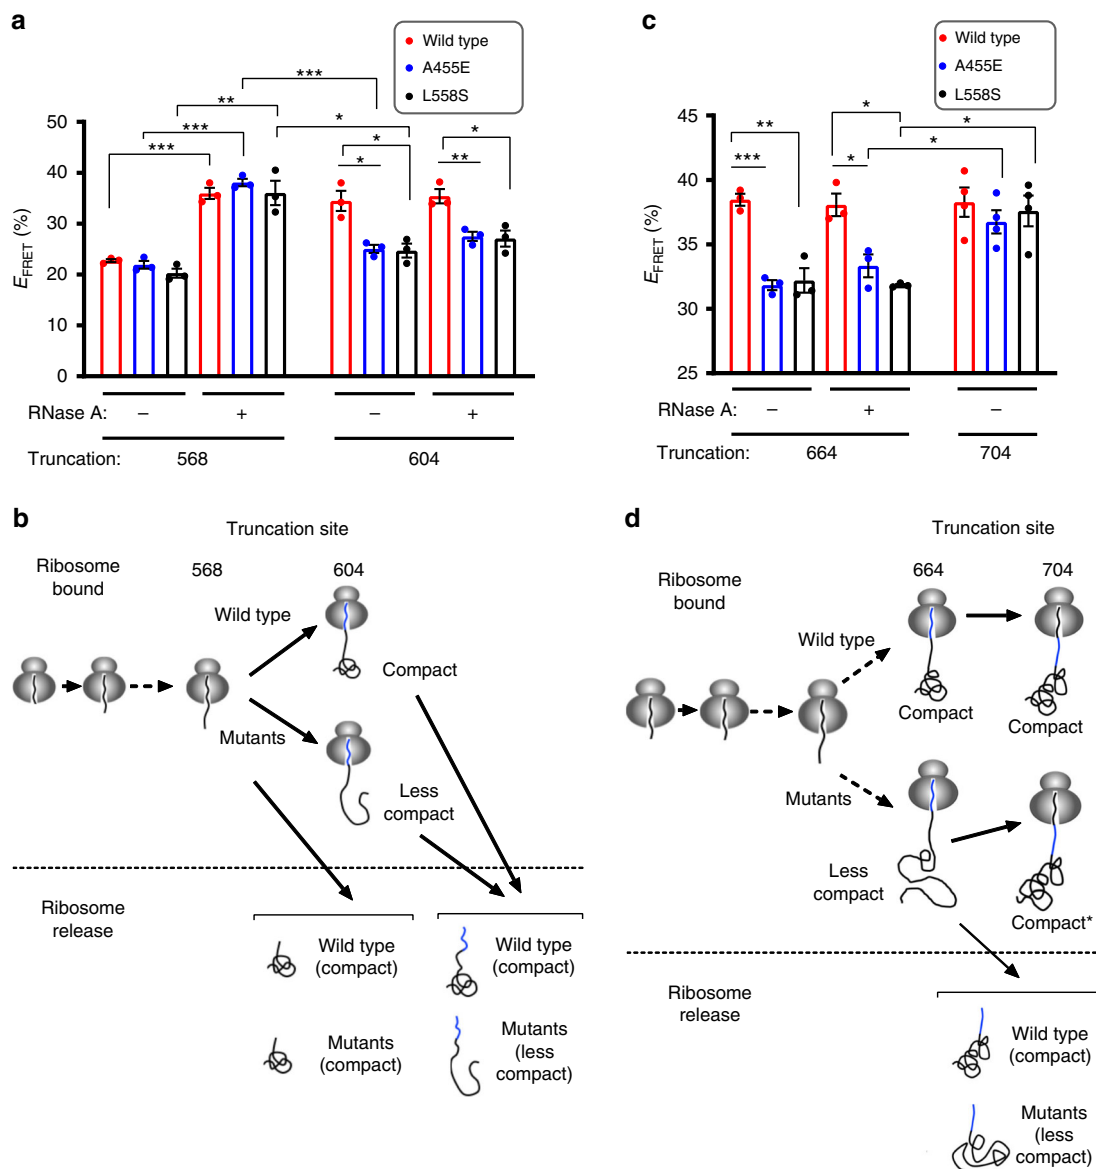 a
Wild type
A455E
L558S
***
**
***
***
*
*
*
*
**
50
40
30
20
10
0
EFRET (%)
RNase A: – + – +
Truncation: 568 604
c
Wild type
A455E
L558S
*
**
*
*
***
*
45
40
35
30
25
EFRET (%)
RNase A: – + –
Truncation: 664 704
b
Truncation site
Ribosome
bound
568
604
Wild type
Compact
Mutants
Less
compact
Ribosome
release
Wild type
(compact)
Wild type
(compact)
Mutants
(compact)
Mutants
(less
compact)
d
Truncation site
Ribosome
bound
664
704
Wild type
Compact
Compact
Mutants
Less
compact
Compact*
Ribosome
release
Wild type
(compact)
Mutants
(less
compact)